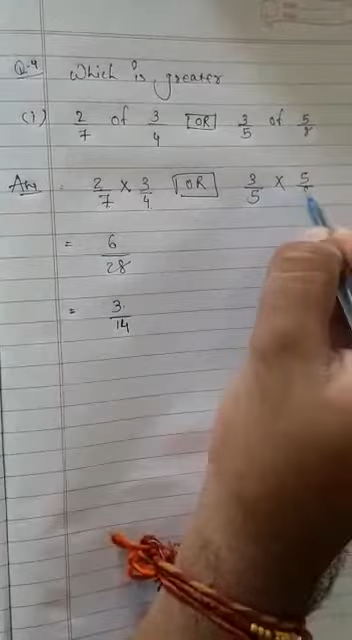 Q-4 Which is greater
(1) 2/7 of 3/4 OR 3/5 of 5/8
Ans. 2/7 × 3/4 OR 3/5 × 5
= 6/28
= 3/14